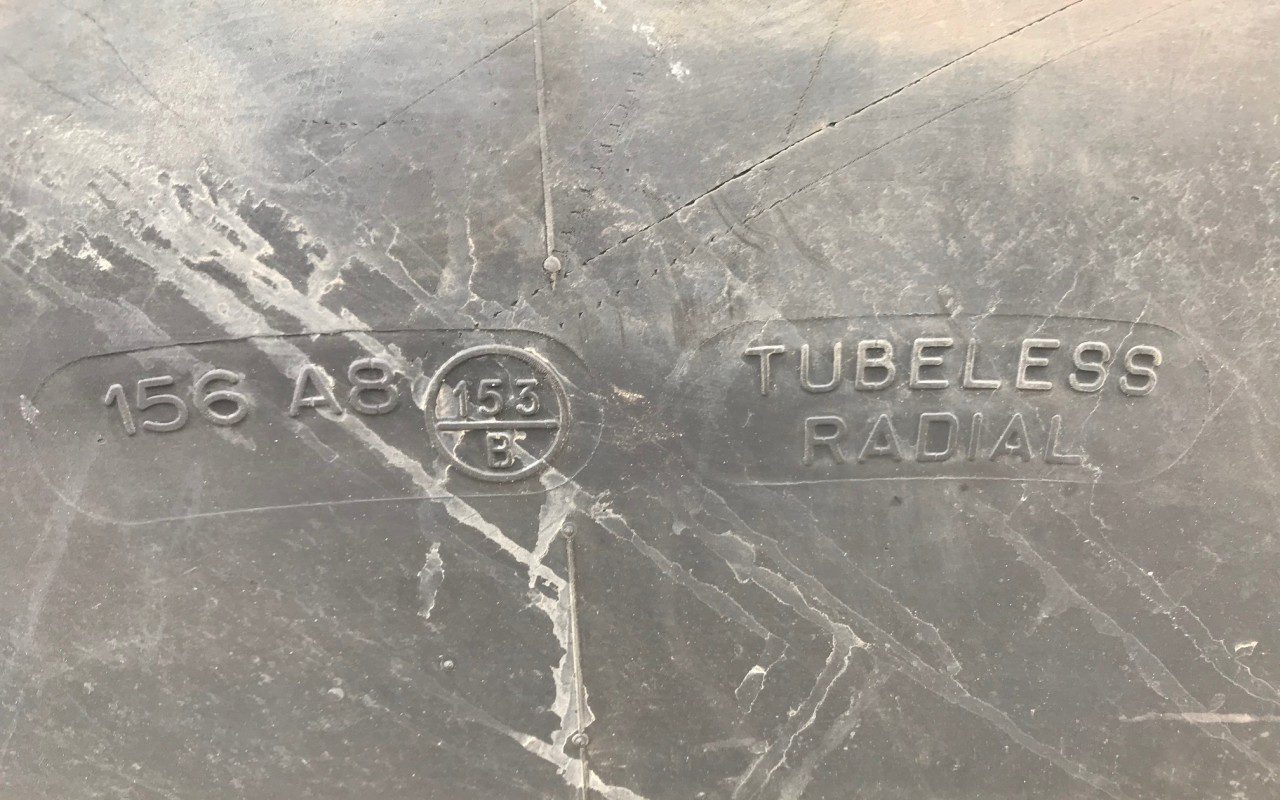 156 A8
153
B
TUBELESS
RADIAL